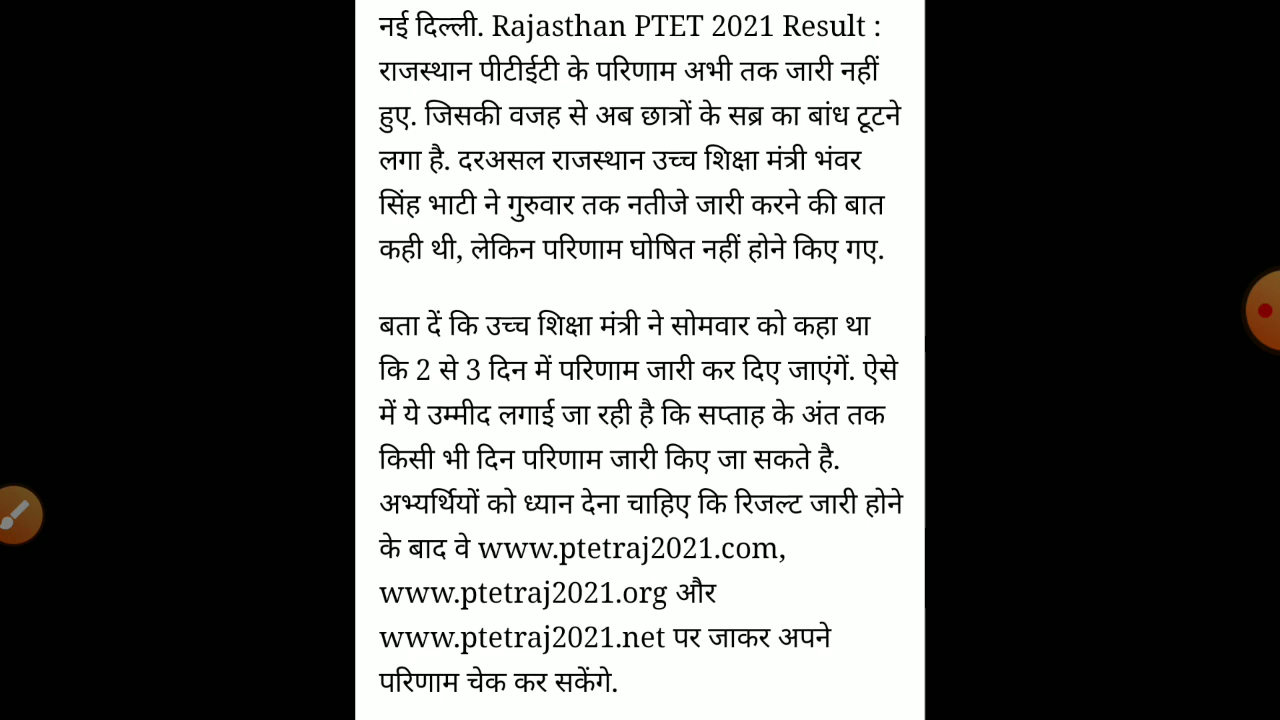 नई दिल्ली. Rajasthan PTET 2021 Result :
राजस्थान पीटीईटी के परिणाम अभी तक जारी नहीं
हुए. जिसकी वजह से अब छात्रों के सब्र का बांध टूटने
लगा है. दरअसल राजस्थान उच्च शिक्षा मंत्री भंवर
सिंह भाटी ने गुरुवार तक नतीजे जारी करने की बात
कही थी, लेकिन परिणाम घोषित नहीं होने किए गए.
बता दें कि उच्च शिक्षा मंत्री ने सोमवार को कहा था
कि 2 से 3 दिन में परिणाम जारी कर दिए जाएंगें. ऐसे
में ये उम्मीद लगाई जा रही है कि सप्ताह के अंत तक
किसी भी दिन परिणाम जारी किए जा सकते है.
अभ्यर्थियों को ध्यान देना चाहिए कि रिजल्ट जारी होने
के बाद वे www.ptetraj2021.com,
www.ptetraj2021.org और
www.ptetraj2021.net पर जाकर अपने
परिणाम चेक कर सकेंगे.